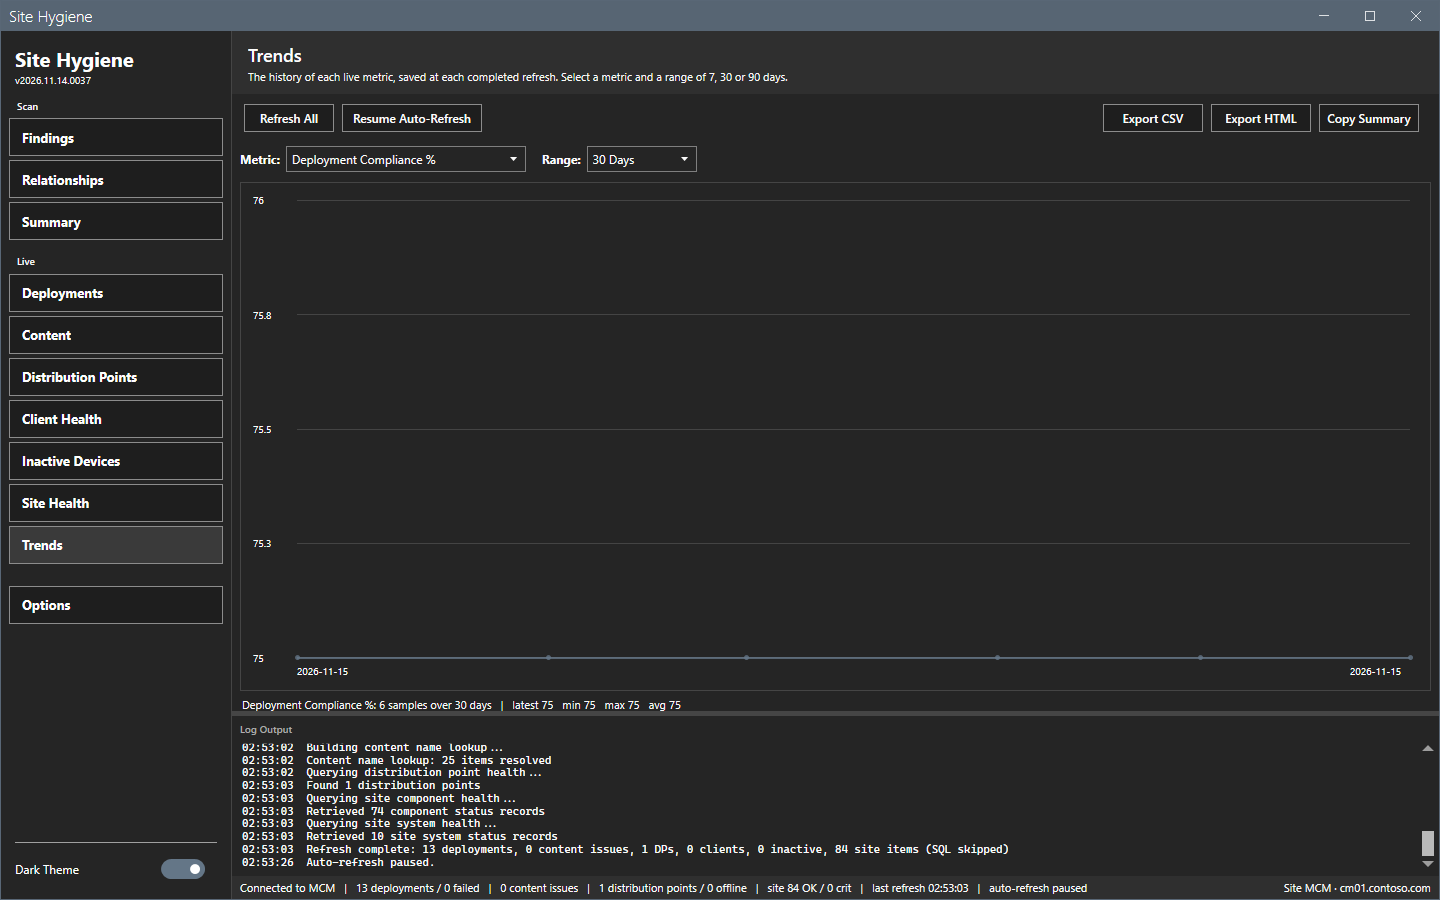 Site Hygiene
Site Hygiene
v2026.11.14.0037
Scan
Findings
Relationships
Summary
Live
Deployments
Content
Distribution Points
Client Health
Inactive Devices
Site Health
Trends
Options
Dark Theme
Trends
The history of each live metric, saved at each completed refresh. Select a metric and a range of 7, 30 or 90 days.
Refresh All
Resume Auto-Refresh
Export CSV
Export HTML
Copy Summary
Metric: Deployment Compliance % Range: 30 Days
76
75.8
75.5
75.3
75
2026-11-15 2026-11-15
Deployment Compliance %: 6 samples over 30 days | latest 75 min 75 max 75 avg 75
Log Output
02:53:02 Building content name lookup...
02:53:02 Content name lookup: 25 items resolved
02:53:02 Querying distribution point health...
02:53:03 Found 1 distribution points
02:53:03 Querying site component health...
02:53:03 Retrieved 74 component status records
02:53:03 Querying site system health...
02:53:03 Retrieved 10 site system status records
02:53:03 Refresh complete: 13 deployments, 0 content issues, 1 DPs, 0 clients, 0 inactive, 84 site items (SQL skipped)
02:53:26 Auto-refresh paused.
Connected to MCM | 13 deployments / 0 failed | 0 content issues | 1 distribution points / 0 offline | site 84 OK / 0 crit | last refresh 02:53:03 | auto-refresh paused
Site MCM · cm01.contoso.com